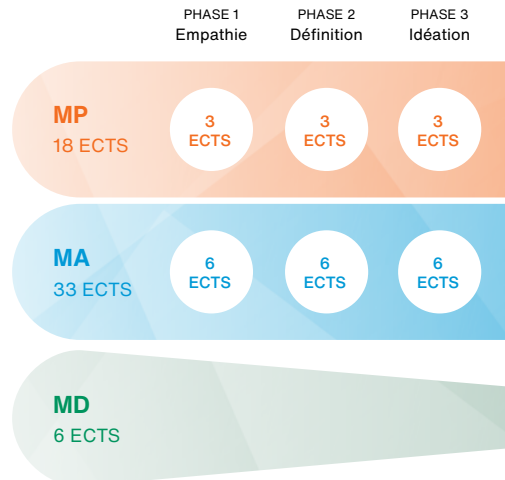 PHASE 1 PHASE 2 PHASE 3
Empathie Définition Idéation
MP
18 ECTS
3 3 3
ECTS ECTS ECTS
MA
33 ECTS
6 6 6
ECTS ECTS ECTS
MD
6 ECTS